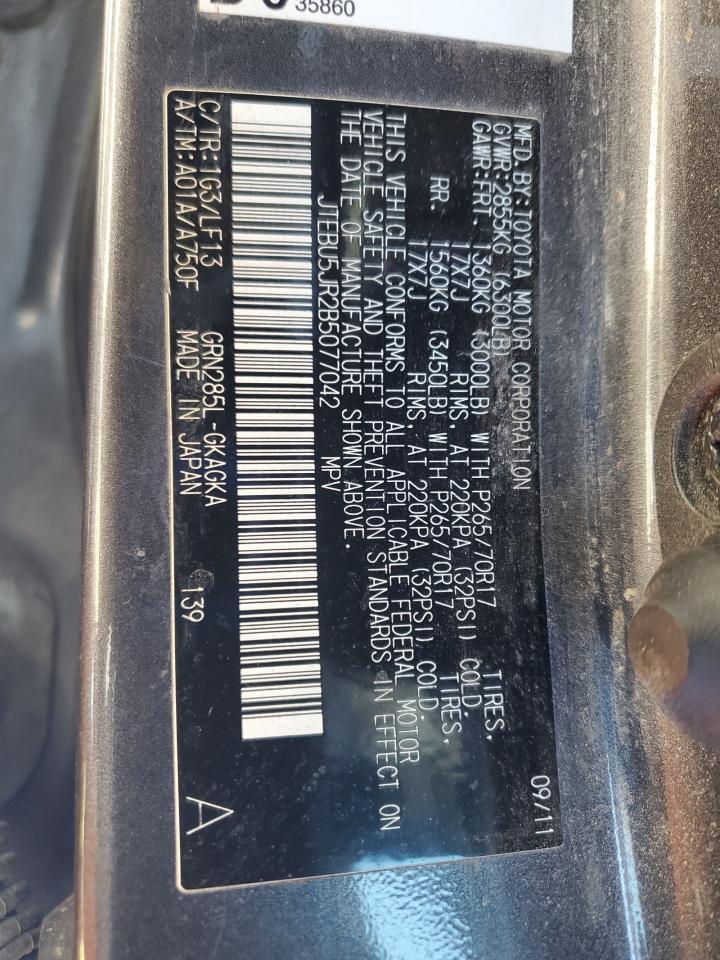 35860
MFD.BY:TOYOTA MOTOR CORPORATION 09/11
GVWR:2855KG (6300LB)
GAWR:FRT. 1360KG (3000LB) WITH P265/70R17 TIRES,
17X7J RIMS, AT 220KPA (32PSI) COLD.
RR. 1560KG (3450LB) WITH P265/70R17 TIRES,
17X7J RIMS, AT 220KPA (32PSI) COLD.
THIS VEHICLE CONFORMS TO ALL APPLICABLE FEDERAL MOTOR
VEHICLE SAFETY AND THEFT PREVENTION STANDARDS IN EFFECT ON
THE DATE OF MANUFACTURE SHOWN ABOVE.
JTEBU5JR2B5077042 MPV
C/TR:1G3/LF13 GRN285L-GKAGKA 139
A/TM:A01A/A750F MADE IN JAPAN
A